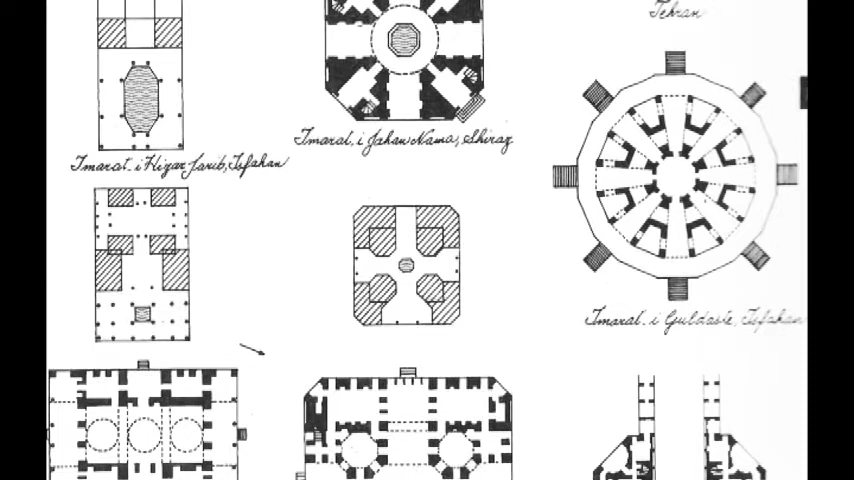 Tehran
Imarat. i Jahan Nama, Shiraz
Imarat. i Hizar Jarib, Isfahan
Imarat. i Guldaste, Isfahan